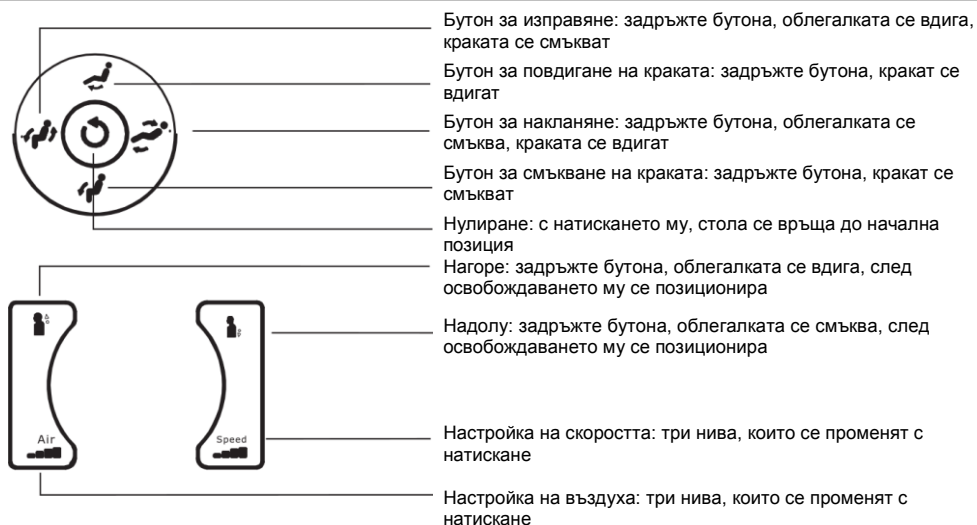 Бутон за изправяне: задръжте бутона, облегалката се вдига,
краката се смъкват
Бутон за повдигане на краката: задръжте бутона, кракат се
вдигат
Бутон за накланяне: задръжте бутона, облегалката се
смъква, краката се вдигат
Бутон за смъкване на краката: задръжте бутона, кракат се
смъкват
Нулиране: с натискането му, стола се връща до начална
позиция
Нагоре: задръжте бутона, облегалката се вдига, след
освобождаването му се позиционира
Надолу: задръжте бутона, облегалката се смъква, след
освобождаването му се позиционира
Air
Speed
Настройка на скоростта: три нива, които се променят с
натискане
Настройка на въздуха: три нива, които се променят с
натискане